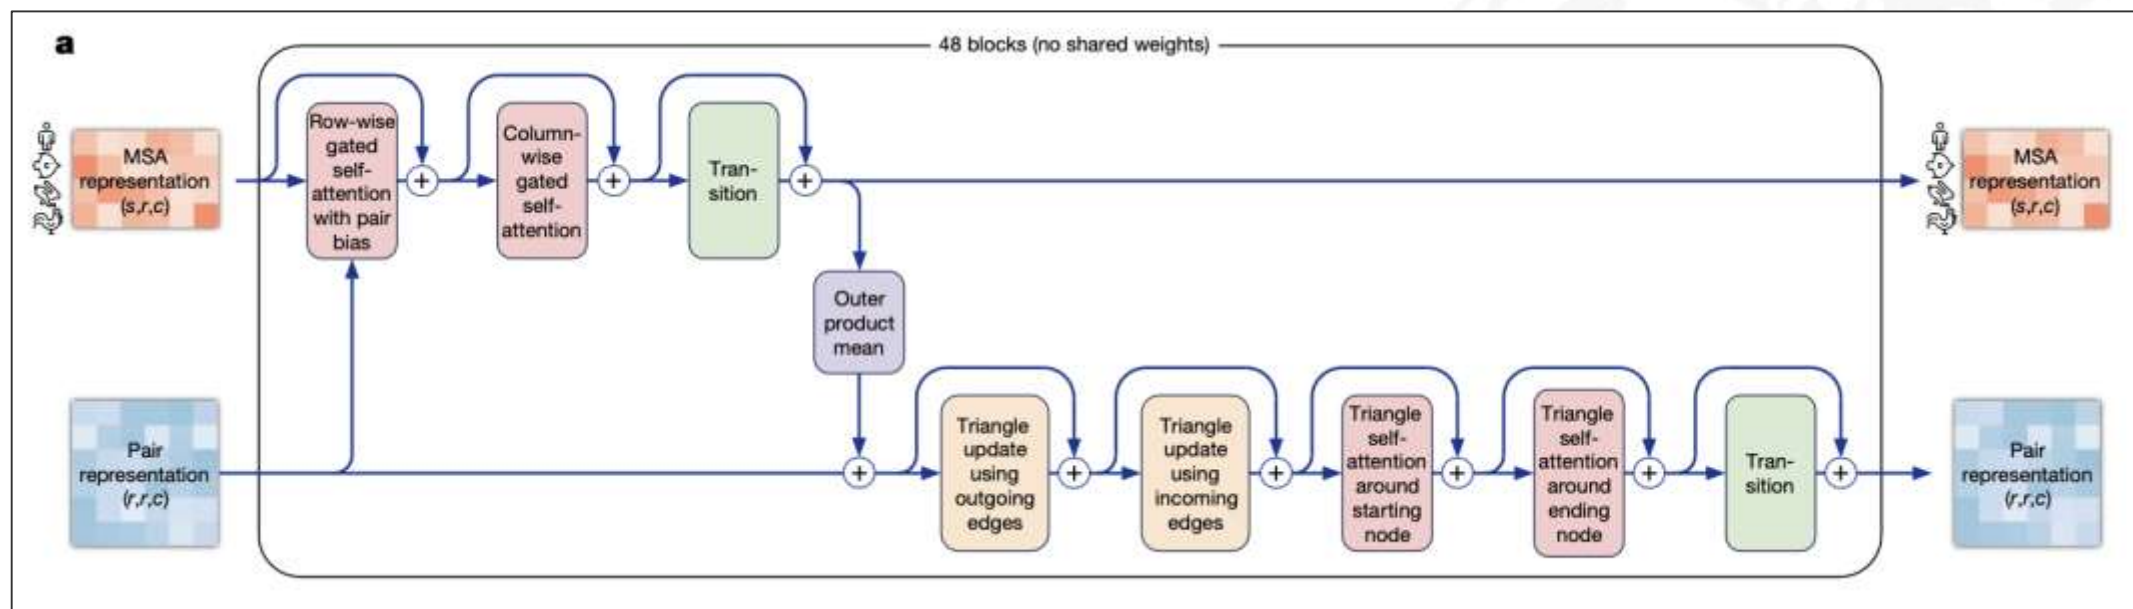 a
48 blocks (no shared weights)
MSA
representation
(s,r,c)
Row-wise
gated
self-
attention
with pair
bias
+
Column-
wise
gated
self-
attention
+
Tran-
sition
+
MSA
representation
(s,r,c)
Outer
product
mean
Pair
representation
(r,r,c)
+
Triangle
update
using
outgoing
edges
+
Triangle
update
using
incoming
edges
+
Triangle
self-
attention
around
starting
node
+
Triangle
self-
attention
around
ending
node
+
Tran-
sition
+
Pair
representation
(r,r,c)